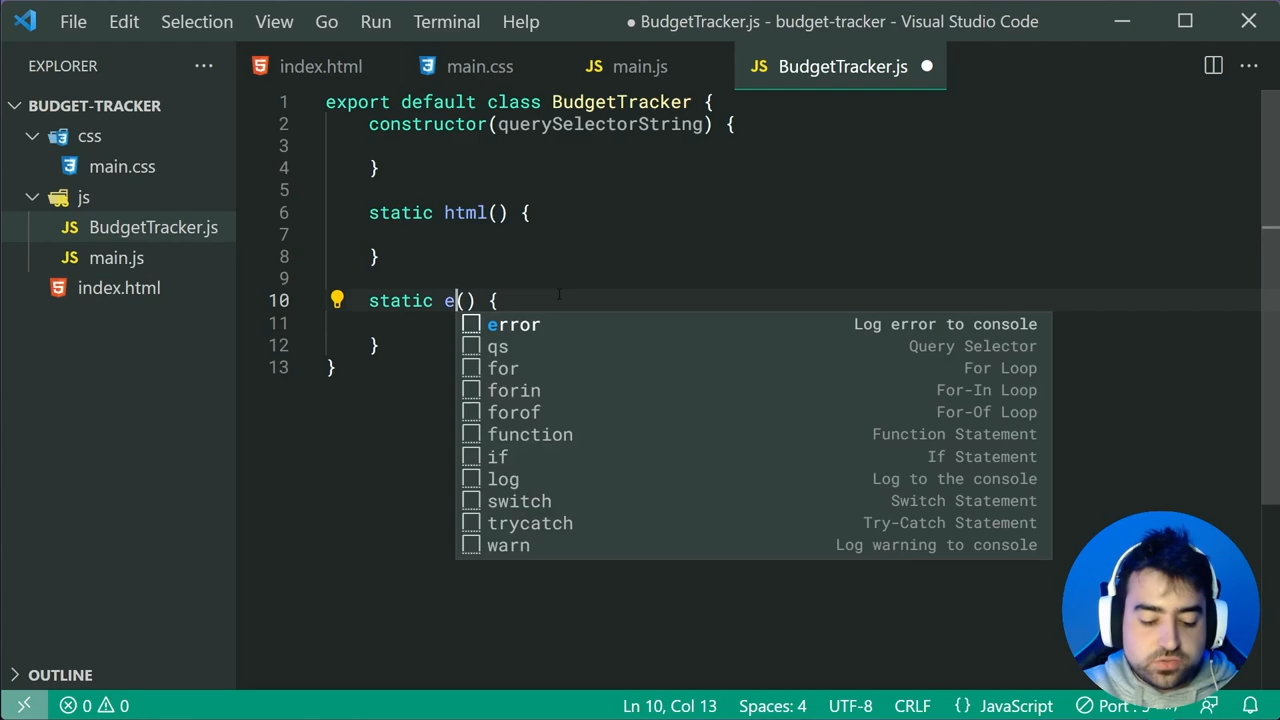 File Edit Selection View Go Run Terminal Help ● BudgetTracker.js - budget-tracker - Visual Studio Code
EXPLORER ···
index.html main.css JS main.js JS BudgetTracker.js ●
BUDGET-TRACKER
css
main.css
js
JS BudgetTracker.js
JS main.js
index.html
1 export default class BudgetTracker {
2 constructor(querySelectorString) {
3
4 }
5
6 static html() {
7
8 }
9
10 static e() {
11
12 }
13 }
error Log error to console
qs Query Selector
for For Loop
forin For-In Loop
forof For-Of Loop
function Function Statement
if If Statement
log Log to the console
switch Switch Statement
trycatch Try-Catch Statement
warn Log warning to console
OUTLINE
0 0 Ln 10, Col 13 Spaces: 4 UTF-8 CRLF {} JavaScript Port :